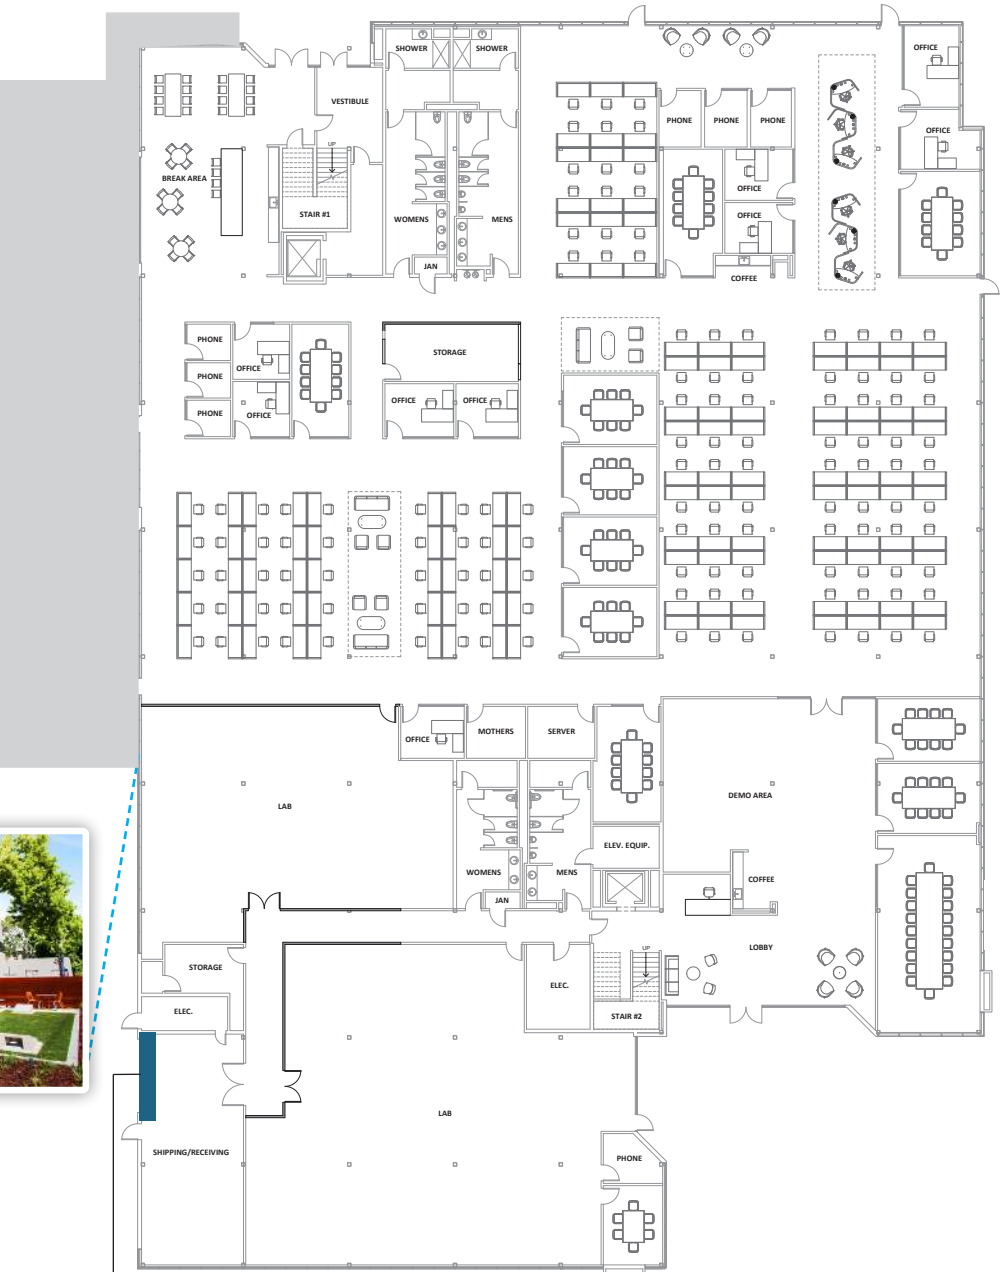 SHOWER
SHOWER
OFFICE
VESTIBULE
PHONE
PHONE
PHONE
OFFICE
UP
BREAK AREA
OFFICE
STAIR #1
WOMENS
MENS
OFFICE
JAN
COFFEE
PHONE
STORAGE
OFFICE
PHONE
OFFICE
OFFICE
PHONE
OFFICE
OFFICE
MOTHERS
SERVER
LAB
DEMO AREA
ELEV. EQUIP.
WOMENS
MENS
COFFEE
JAN
UP
LOBBY
STORAGE
ELEC.
ELEC.
STAIR #2
LAB
SHIPPING/RECEIVING
PHONE